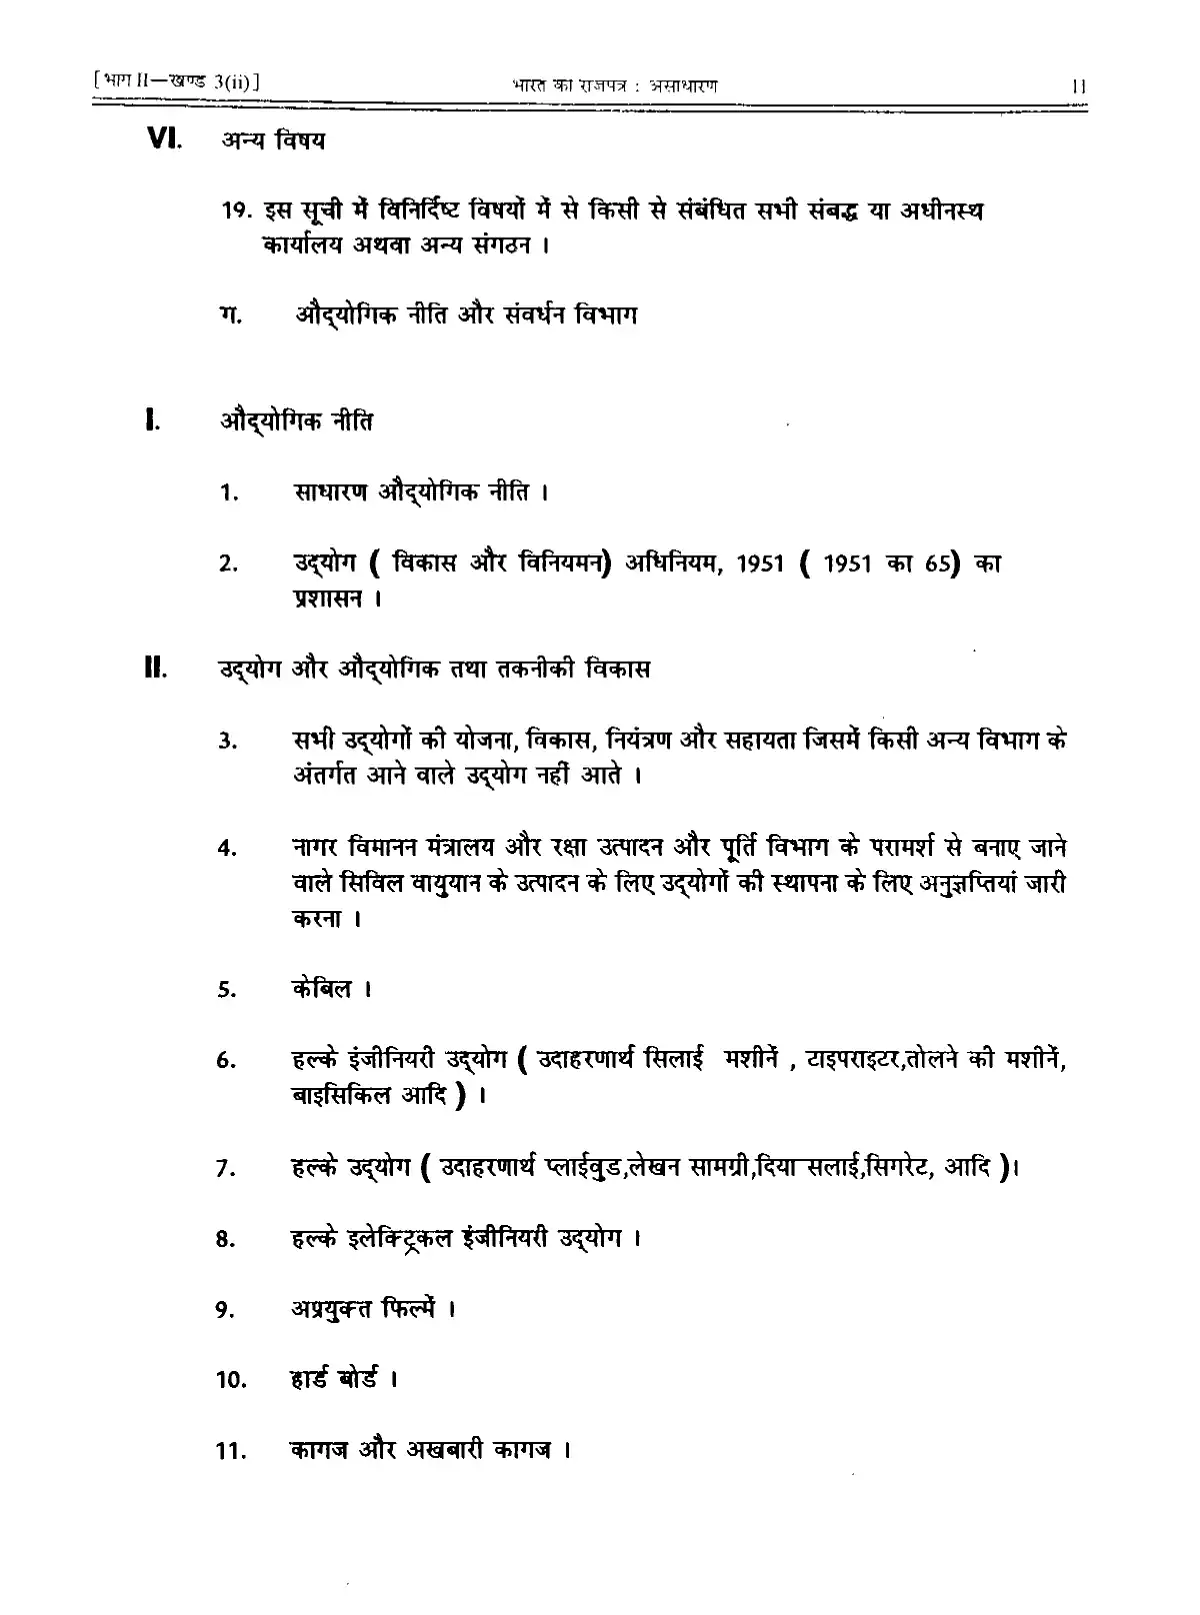 [ भाग II—खण्ड 3(ii) ]
भारत का राजपत्र : असाधारण
11
VI. अन्य विषय
19. इस सूची में विनिर्दिष्ट विषयों में से किसी से संबंधित सभी संबद्ध या अधीनस्थ
कार्यालय अथवा अन्य संगठन ।
ग. औद्योगिक नीति और संवर्धन विभाग
I. औद्योगिक नीति
1. साधारण औद्योगिक नीति ।
2. उद्योग ( विकास और विनियमन) अधिनियम, 1951 ( 1951 का 65) का
प्रशासन ।
II. उद्योग और औद्योगिक तथा तकनीकी विकास
3. सभी उद्योगों की योजना, विकास, नियंत्रण और सहायता जिसमें किसी अन्य विभाग के
अंतर्गत आने वाले उद्योग नहीं आते ।
4. नागर विमानन मंत्रालय और रक्षा उत्पादन और पूर्ति विभाग के परामर्श से बनाए जाने
वाले सिविल वायुयान के उत्पादन के लिए उद्योगों की स्थापना के लिए अनुज्ञप्तियां जारी
करना ।
5. केबिल ।
6. हल्के इंजीनियरी उद्योग ( उदाहरणार्थ सिलाई मशीनें , टाइपराइटर,तोलने की मशीनें,
बाइसिकिल आदि ) ।
7. हल्के उद्योग ( उदाहरणार्थ प्लाईवुड,लेखन सामग्री,दिया सलाई,सिगरेट, आदि )।
8. हल्के इलेक्ट्रिकल इंजीनियरी उद्योग ।
9. अप्रयुक्त फिल्में ।
10. हार्ड बोर्ड ।
11. कागज और अखबारी कागज ।